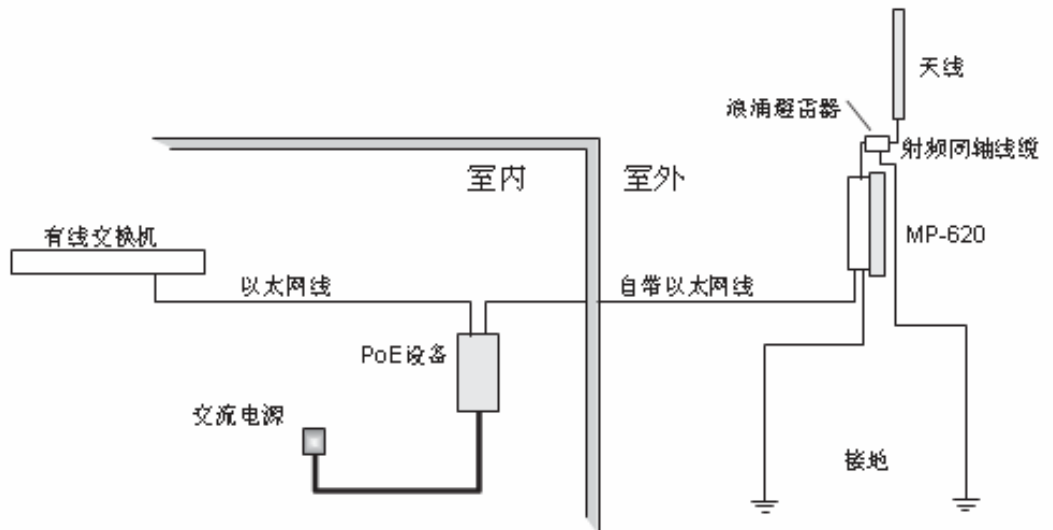 天线
浪涌避雷器
射频同轴线缆
室内
室外
有线交换机
MP-620
以太网线
自带以太网线
PoE设备
交流电源
接地